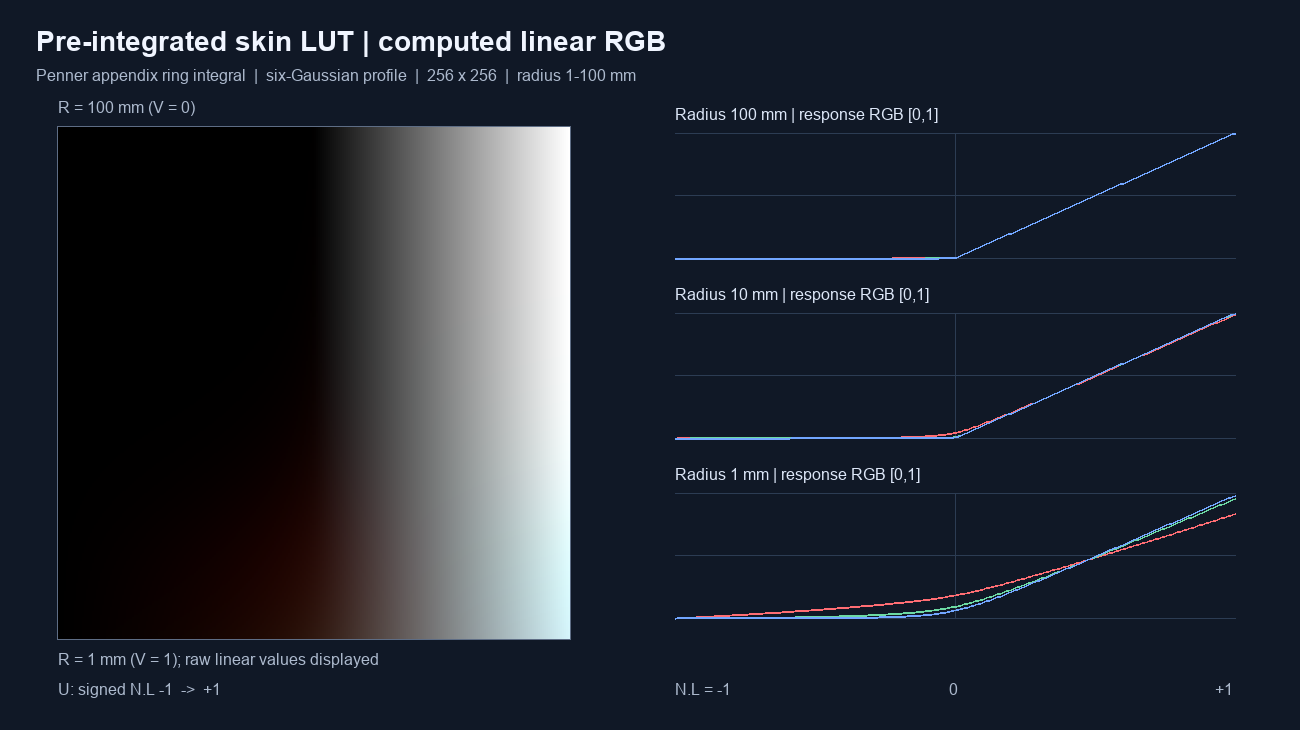 Pre-integrated skin LUT | computed linear RGB
Penner appendix ring integral | six-Gaussian profile | 256 x 256 | radius 1-100 mm
R = 100 mm (V = 0)
R = 1 mm (V = 1); raw linear values displayed
U: signed N.L -1 -> +1
Radius 100 mm | response RGB [0,1]
Radius 10 mm | response RGB [0,1]
Radius 1 mm | response RGB [0,1]
N.L = -1 0 +1